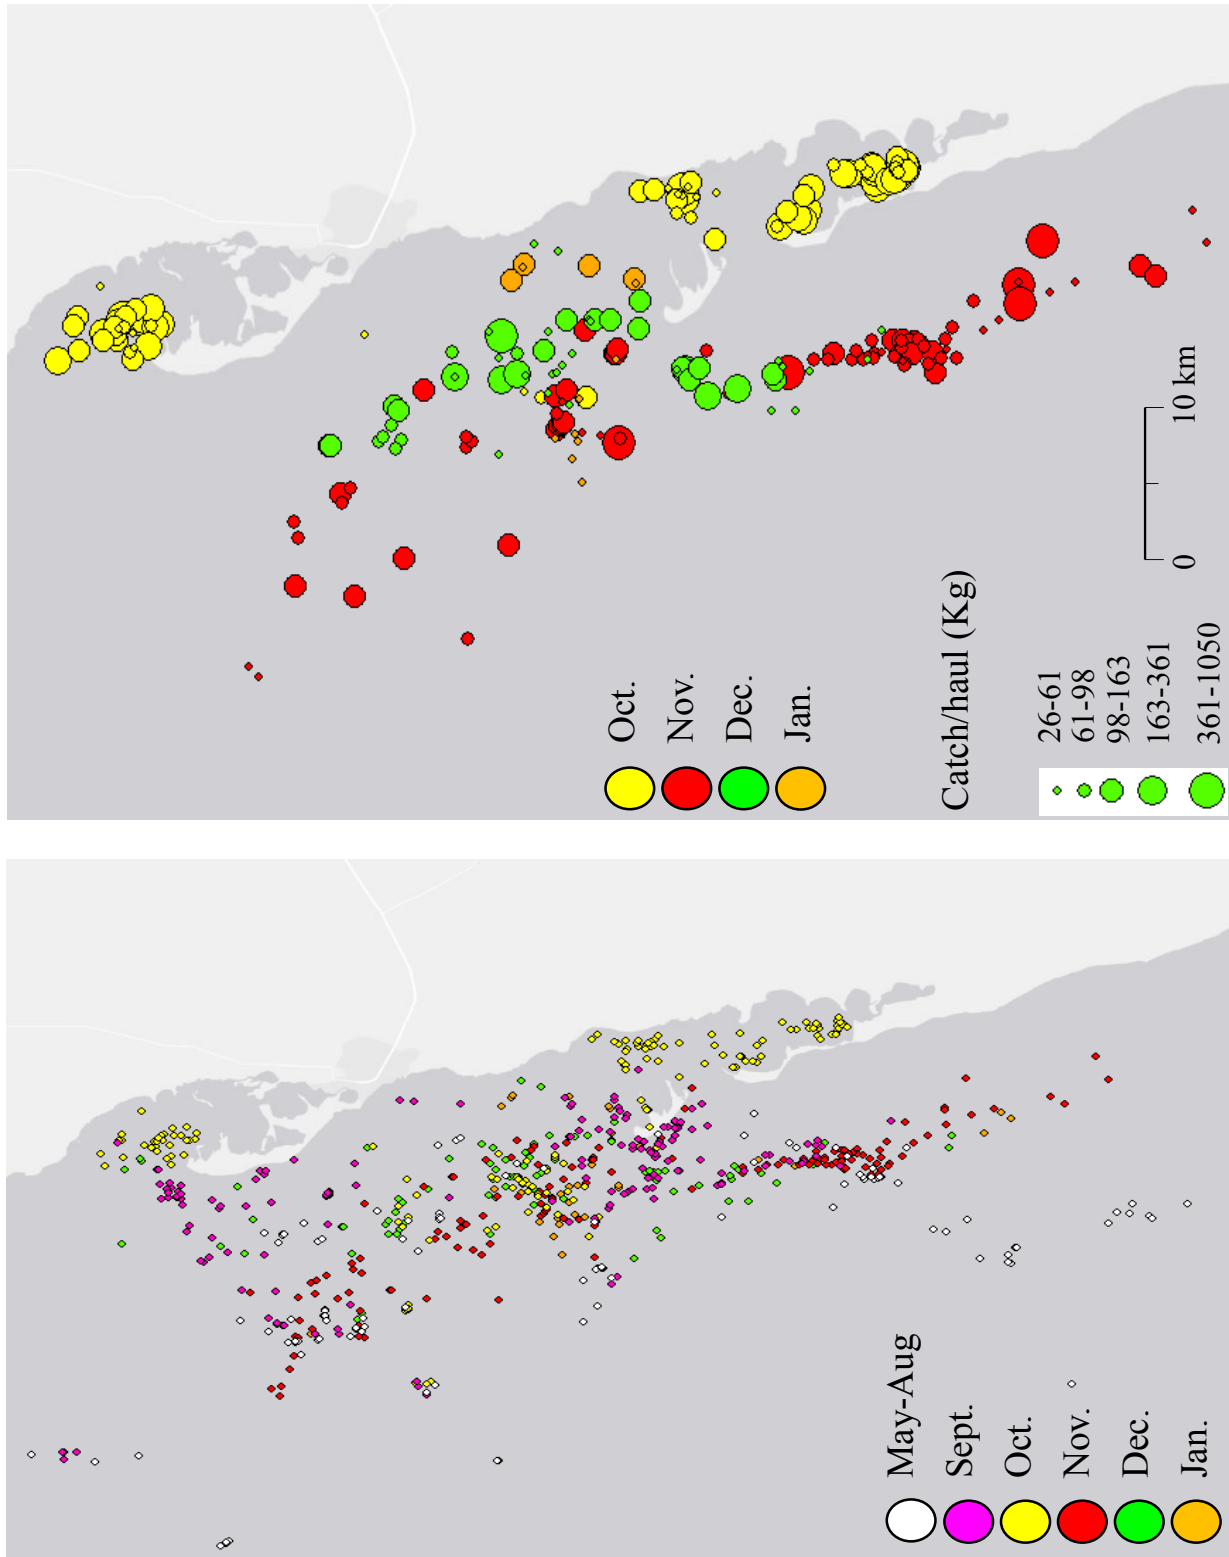 Oct.
Nov.
Dec.
Jan.
Catch/haul (Kg)
26-61
61-98
98-163
163-361
361-1050
0
10 km
May-Aug
Sept.
Oct.
Nov.
Dec.
Jan.